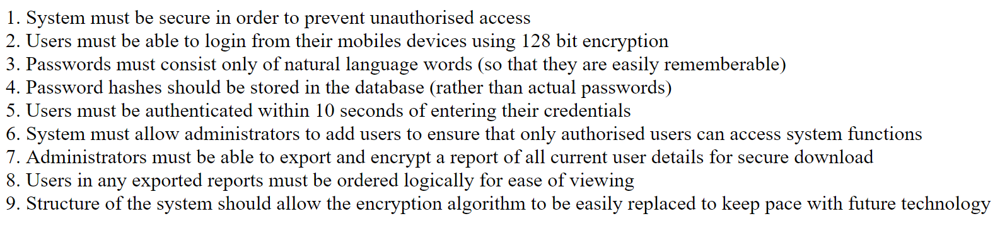 1. System must be secure in order to prevent unauthorised access
2. Users must be able to login from their mobiles devices using 128 bit encryption
3. Passwords must consist only of natural language words (so that they are easily rememberable)
4. Password hashes should be stored in the database (rather than actual passwords)
5. Users must be authenticated within 10 seconds of entering their credentials
6. System must allow administrators to add users to ensure that only authorised users can access system functions
7. Administrators must be able to export and encrypt a report of all current user details for secure download
8. Users in any exported reports must be ordered logically for ease of viewing
9. Structure of the system should allow the encryption algorithm to be easily replaced to keep pace with future technology